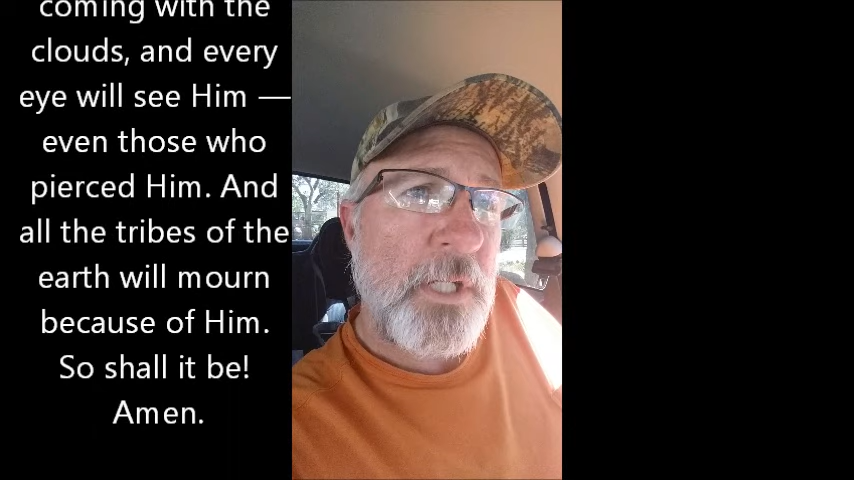 coming with the
clouds, and every
eye will see Him —
even those who
pierced Him. And
all the tribes of the
earth will mourn
because of Him.
So shall it be!
Amen.